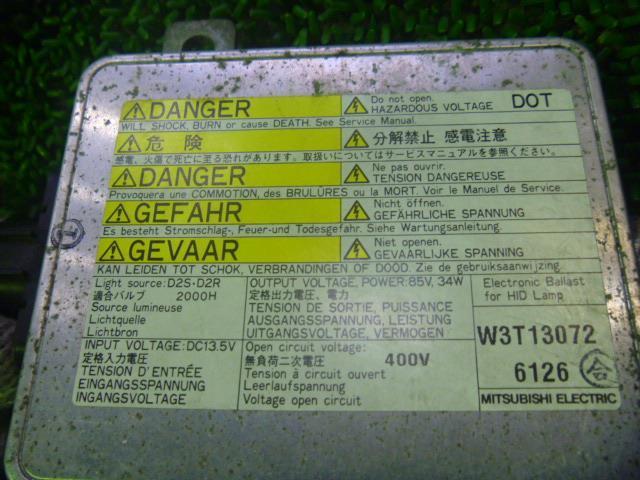 ⚠DANGER Do not open. HAZARDOUS VOLTAGE DOT
WILL SHOCK, BURN or cause DEATH. See Service Manual.
⚠危険 分解禁止 感電注意
感電、火傷で死亡に至る恐れがあります。取扱いについてはサービスマニュアルを参照ください。
⚠DANGER Ne pas ouvrir. TENSION DANGEREUSE
Provoquera une COMMOTION, des BRULÛRES ou la MORT. Voir le Manuel de Service.
⚠GEFAHR Nicht öffnen. GEFÄHRLICHE SPANNUNG
Es besteht Stromschlag-, Feuer-und Todesgefahr. Siehe Wartungsanleitung.
⚠GEVAAR Niet openen. GEVAARLIJKE SPANNING
KAN LEIDEN TOT SCHOK, VERBRANDINGEN OF DOOD. Zie de gebruiksaanwijzing
Light source:D2S・D2R
適合バルブ 2000H
Source lumineuse
Lichtquelle
Lichtbron
INPUT VOLTAGE:DC13.5V
定格入力電圧
TENSION D'ENTRÉE
EINGANGSSPANNUNG
INGANGSVOLTAGE
OUTPUT VOLTAGE, POWER:85V, 34W
定格出力電圧、電力
TENSION DE SORTIE, PUISSANCE
AUSGANGSSPANNUNG, LEISTUNG
UITGANGSVOLTAGE, VERMOGEN
Open circuit voltage:
無負荷二次電圧 400V
Tension à circuit ouvert
Leerlaufspannung
Voltage open circuit
Electronic Ballast
for HID Lamp
W3T13072
6126 合
MITSUBISHI ELECTRIC